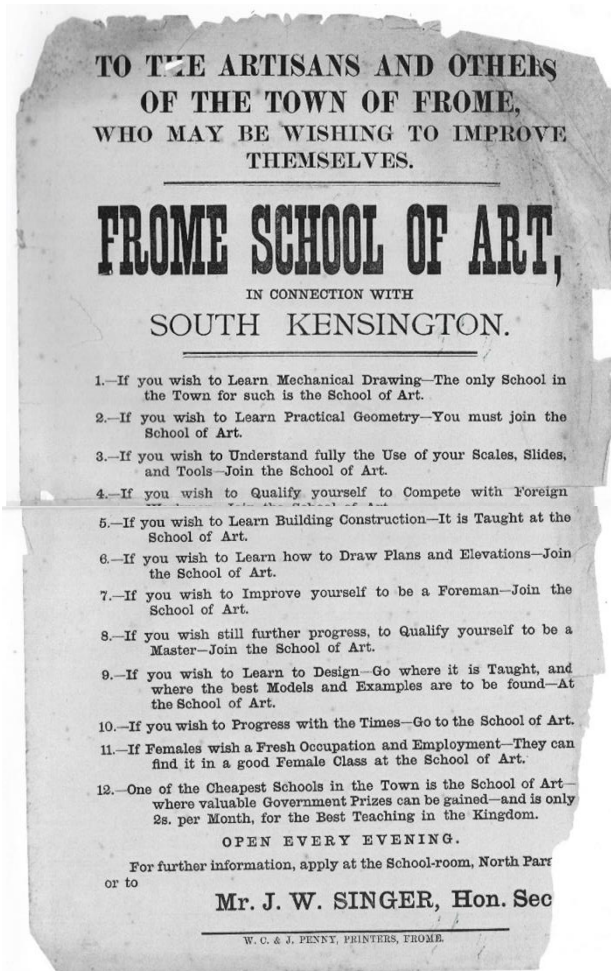 TO THE ARTISANS AND OTHERS
OF THE TOWN OF FROME,
WHO MAY BE WISHING TO IMPROVE
THEMSELVES.
FROME SCHOOL OF ART,
IN CONNECTION WITH
SOUTH KENSINGTON.
1.—If you wish to Learn Mechanical Drawing—The only School in
the Town for such is the School of Art.
2.—If you wish to Learn Practical Geometry—You must join the
School of Art.
3.—If you wish to Understand fully the Use of your Scales, Slides,
and Tools—Join the School of Art.
4.—If you wish to Qualify yourself to Compete with Foreign
Join the School of Art
5.—If you wish to Learn Building Construction—It is Taught at the
School of Art.
6.—If you wish to Learn how to Draw Plans and Elevations—Join
the School of Art.
7.—If you wish to Improve yourself to be a Foreman—Join the
School of Art.
8.—If you wish still further progress, to Qualify yourself to be a
Master—Join the School of Art.
9.—If you wish to Learn to Design—Go where it is Taught, and
where the best Models and Examples are to be found—At
the School of Art.
10.—If you wish to Progress with the Times—Go to the School of Art.
11.—If Females wish a Fresh Occupation and Employment—They can
find it in a good Female Class at the School of Art.
12.—One of the Cheapest Schools in the Town is the School of Art—
where valuable Government Prizes can be gained—and is only
2s. per Month, for the Best Teaching in the Kingdom.
OPEN EVERY EVENING.
For further information, apply at the School-room, North Par
or to
Mr. J. W. SINGER, Hon. Sec
W. C. & J. PENNY, PRINTERS, FROME.